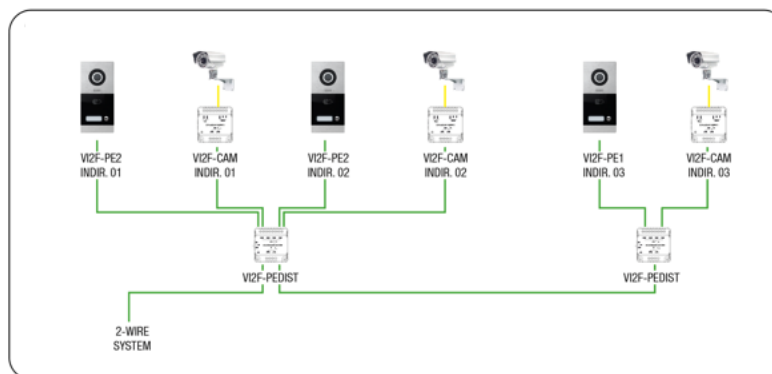 VI2F-PE2
INDIR. 01
VI2F-CAM
INDIR. 01
VI2F-PE2
INDIR. 02
VI2F-CAM
INDIR. 02
VI2F-PE1
INDIR. 03
VI2F-CAM
INDIR. 03
VI2F-PEDIST
VI2F-PEDIST
2-WIRE
SYSTEM